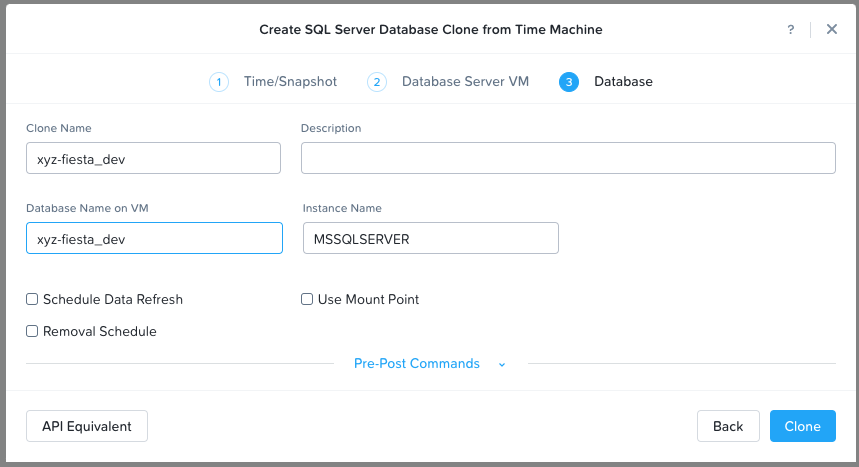 Create SQL Server Database Clone from Time Machine ?
1 Time/Snapshot 2 Database Server VM 3 Database
Clone Name Description
xyz-fiesta_dev
Database Name on VM Instance Name
xyz-fiesta_dev MSSQLSERVER
Schedule Data Refresh Use Mount Point
Removal Schedule
Pre-Post Commands
API Equivalent Back Clone